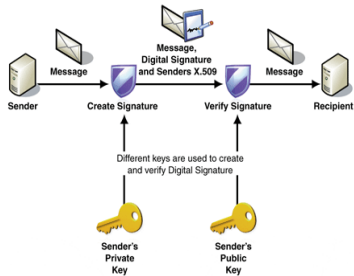 Message,
Digital Signature
and Senders X.509
Message
Message
Sender
Create Signature
Verify Signature
Recipient
Different keys are used to create
and verify Digital Signature
Sender's
Private
Key
Sender's
Public
Key